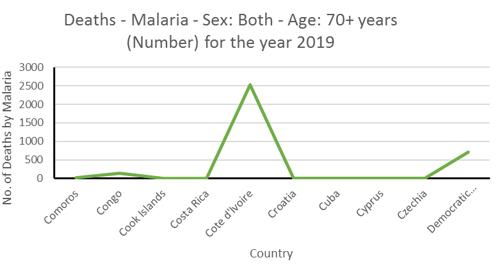 Deaths - Malaria - Sex: Both - Age: 70+ years
(Number) for the year 2019
No. of Deaths by Malaria
3000
2500
2000
1500
1000
500
0
Comoros
Congo
Cook Islands
Costa Rica
Cote d'Ivoire
Croatia
Cuba
Cyprus
Czechia
Democratic...
Country